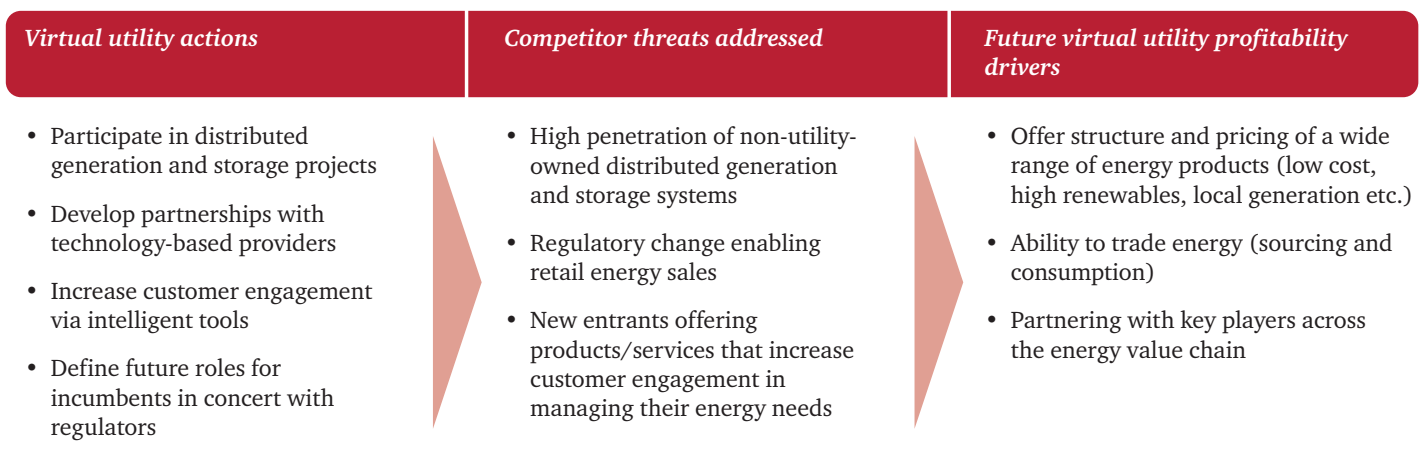 Virtual utility actions
• Participate in distributed
generation and storage projects
• Develop partnerships with
technology-based providers
• Increase customer engagement
via intelligent tools
• Define future roles for
incumbents in concert with
regulators
Competitor threats addressed
• High penetration of non-utility-
owned distributed generation
and storage systems
• Regulatory change enabling
retail energy sales
• New entrants offering
products/services that increase
customer engagement in
managing their energy needs
Future virtual utility profitability
drivers
• Offer structure and pricing of a wide
range of energy products (low cost,
high renewables, local generation etc.)
• Ability to trade energy (sourcing and
consumption)
• Partnering with key players across
the energy value chain